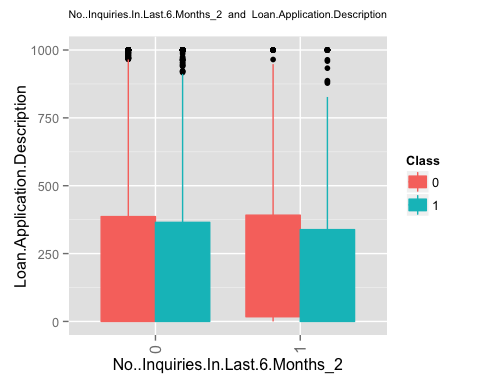 No..Inquiries.In.Last.6.Months_2 and Loan.Application.Description
1000
750
500
250
0
Loan.Application.Description
0
1
No..Inquiries.In.Last.6.Months_2
Class
0
1